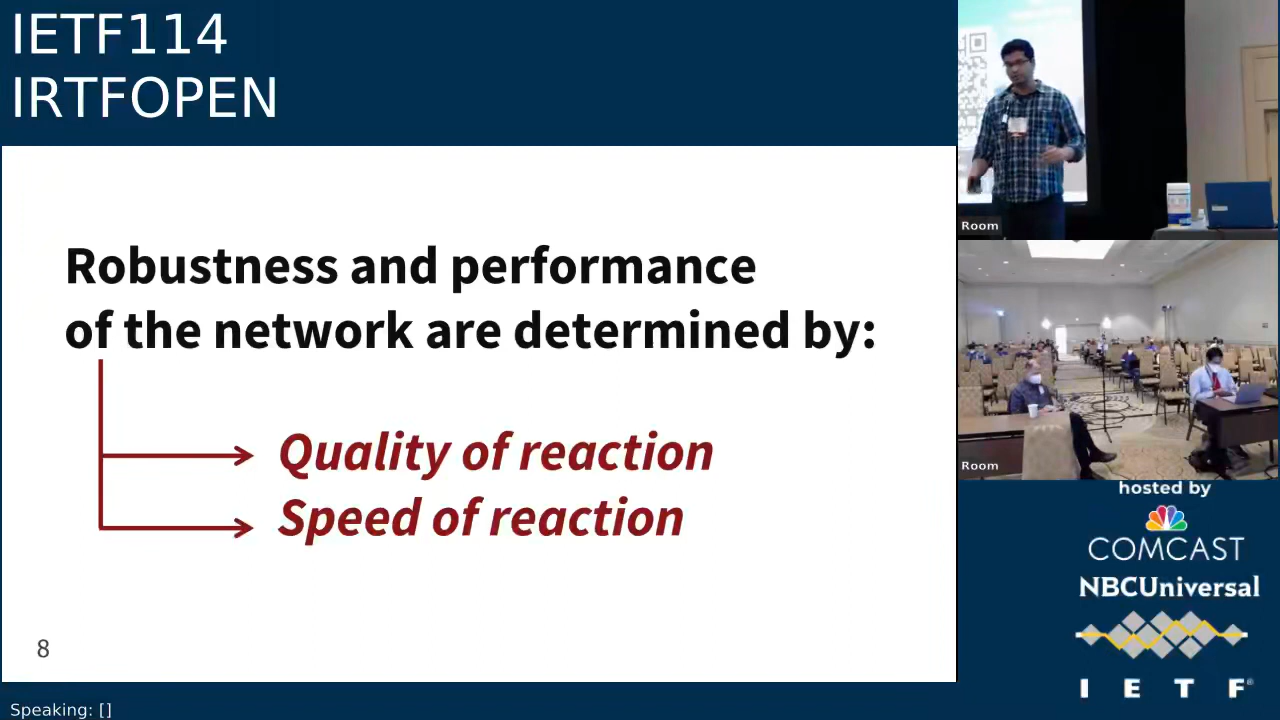 IETF114
IRTFOPEN
Robustness and performance
of the network are determined by:
Quality of reaction
Speed of reaction
8
Room
Room
hosted by
COMCAST
NBCUniversal
I E T F®
Speaking: []